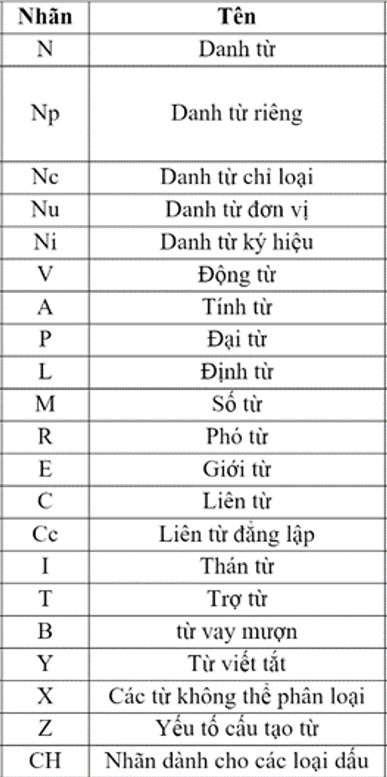 Nhãn Tên
N Danh từ
Np Danh từ riêng
Nc Danh từ chỉ loại
Nu Danh từ đơn vị
Ni Danh từ ký hiệu
V Động từ
A Tính từ
P Đại từ
L Định từ
M Số từ
R Phó từ
E Giới từ
C Liên từ
Cc Liên từ đẳng lập
I Thán từ
T Trợ từ
B từ vay mượn
Y Từ viết tắt
X Các từ không thể phân loại
Z Yếu tố cấu tạo từ
CH Nhãn dành cho các loại dấu